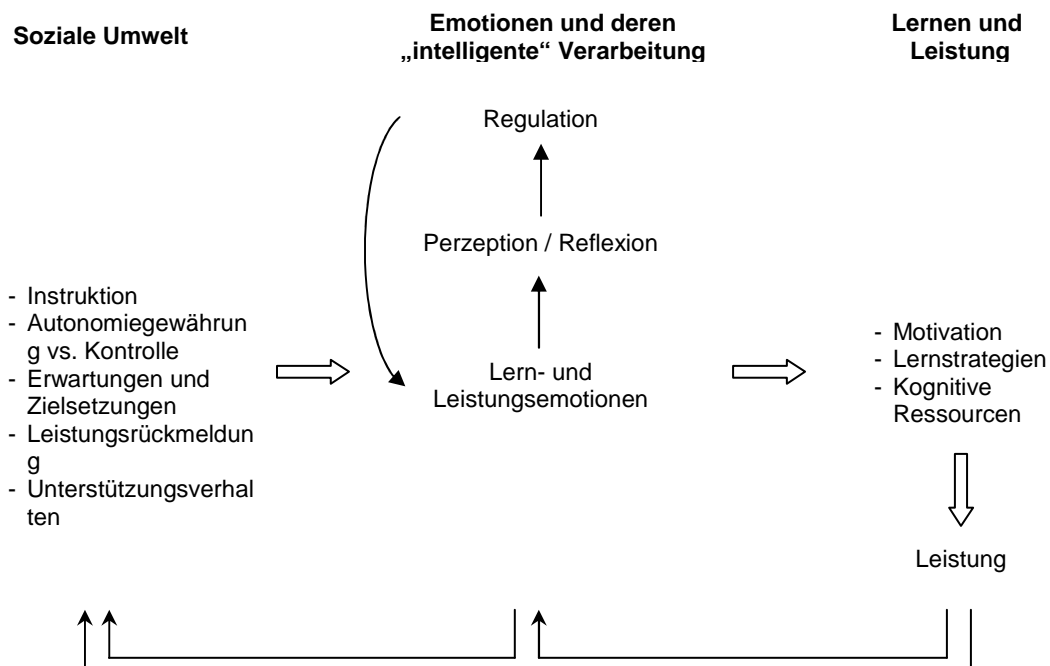 Soziale Umwelt
Emotionen und deren
„intelligente“ Verarbeitung
Lernen und
Leistung
Regulation
Perzeption / Reflexion
- Instruktion
- Autonomiegewährun
g vs. Kontrolle
- Erwartungen und
Zielsetzungen
- Leistungsrückmeldun
g
- Unterstützungsverhal
ten
Lern- und
Leistungsemotionen
- Motivation
- Lernstrategien
- Kognitive
Ressourcen
Leistung